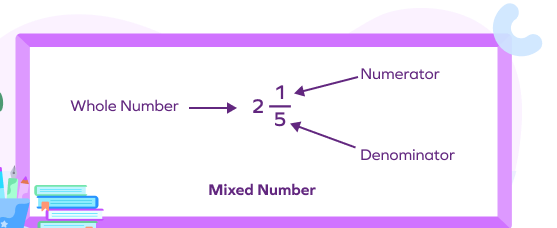 Numerator
Whole Number
2 1/5
Denominator
Mixed Number